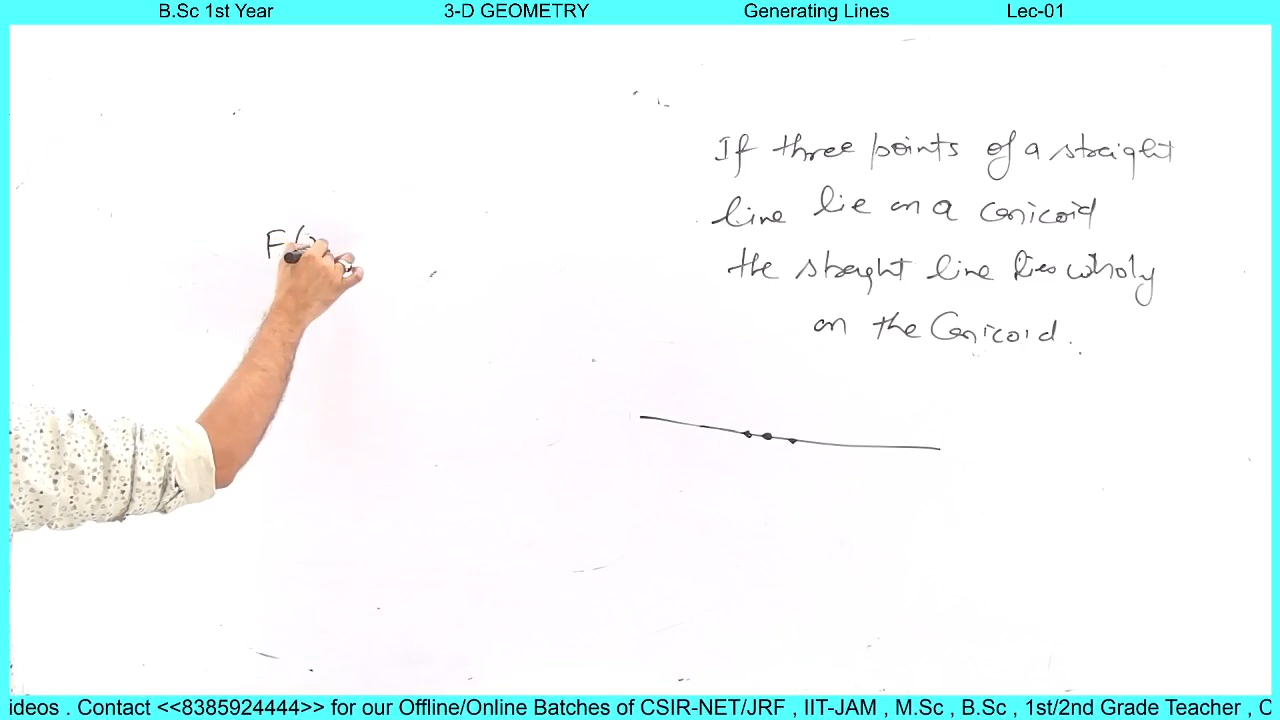 B.Sc 1st Year 3-D GEOMETRY Generating Lines Lec-01
If three points of a straight
line lie on a Conicoid
the straight line lies wholy
on the Conicoid.
F(
ideos . Contact <<8385924444>> for our Offline/Online Batches of CSIR-NET/JRF , IIT-JAM , M.Sc , B.Sc , 1st/2nd Grade Teacher , C